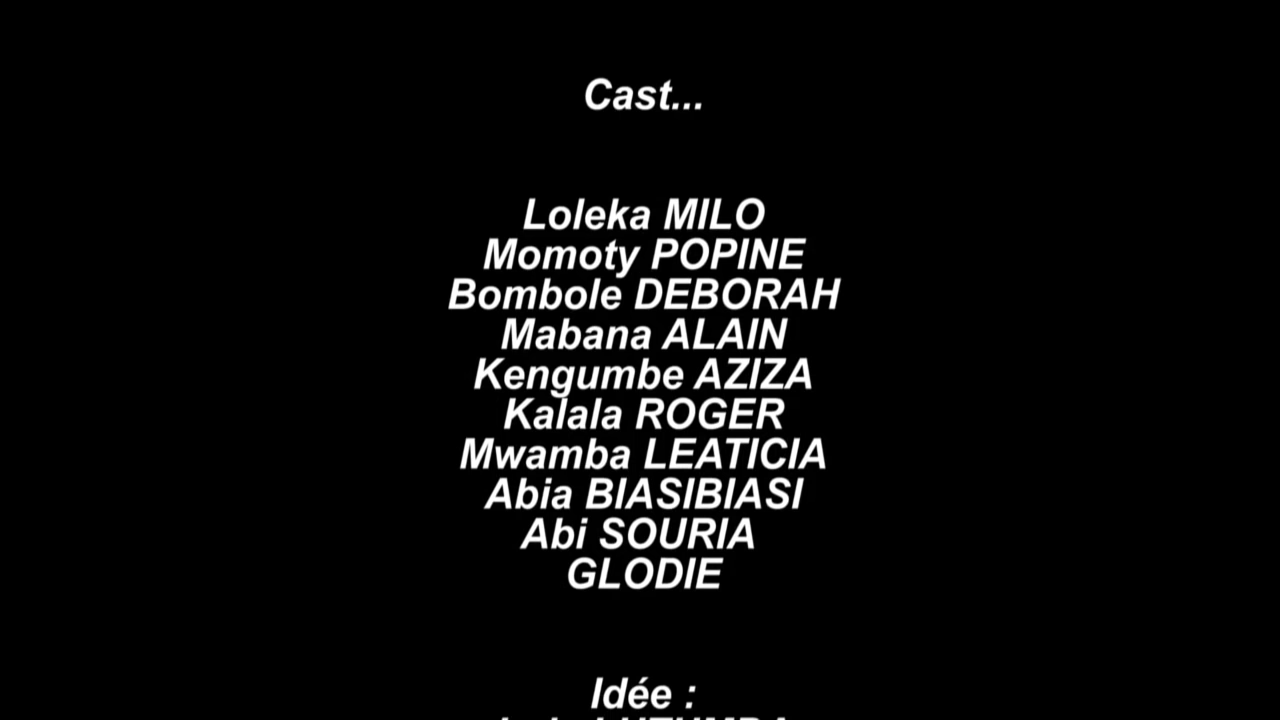 Cast...
Loleka MILO
Momoty POPINE
Bombole DEBORAH
Mabana ALAIN
Kengumbe AZIZA
Kalala ROGER
Mwamba LEATICIA
Abia BIASIBIASI
Abi SOURIA
GLODIE
Idée :